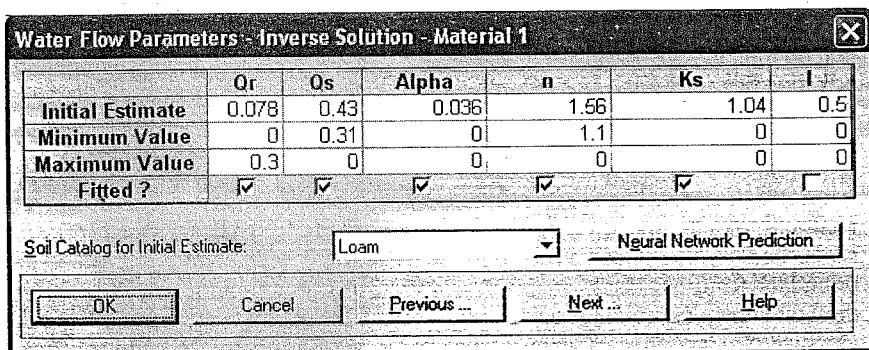 Water Flow Parameters - Inverse Solution - Material 1
Qr Qs Alpha n Ks l
Initial Estimate 0.078 0.43 0.036 1.56 1.04 0.5
Minimum Value 0 0.31 0 1.1 0 0
Maximum Value 0.3 0 0 0 0 0
Fitted ?
Soil Catalog for Initial Estimate: Loam Neural Network Prediction
OK Cancel Previous ... Next ... Help